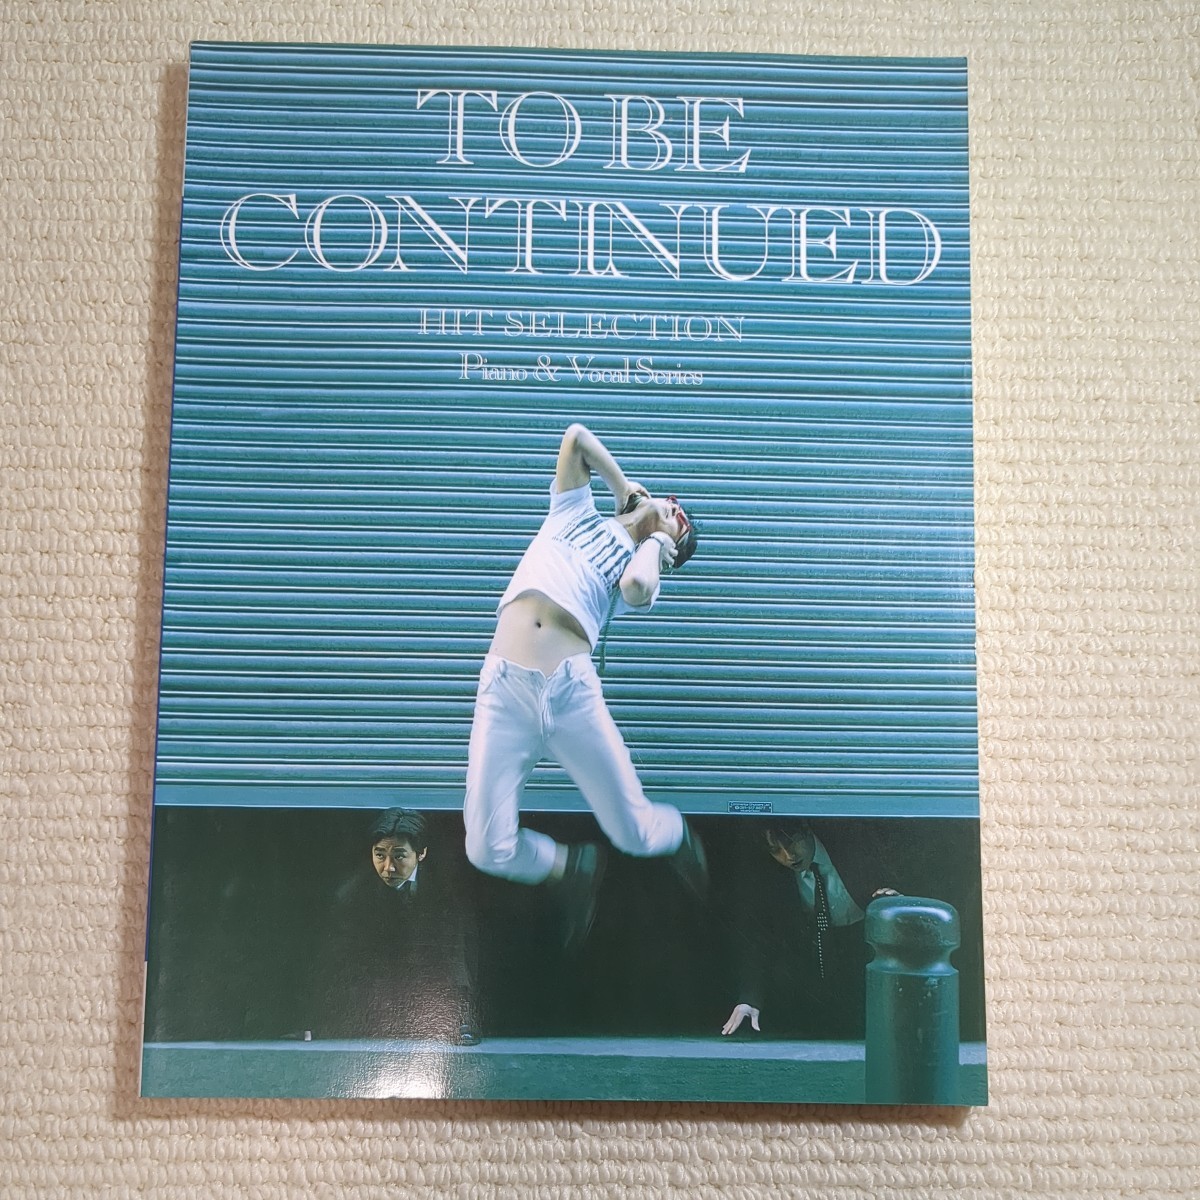 TO BE
CONTINUED
HIT SELECTION
Piano & Vocal Series